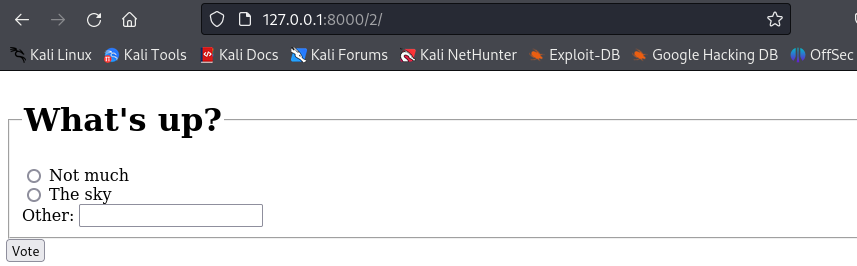 127.0.0.1:8000/2/
Kali Linux Kali Tools Kali Docs Kali Forums Kali NetHunter Exploit-DB Google Hacking DB OffSec
What's up?
Not much
The sky
Other:
Vote